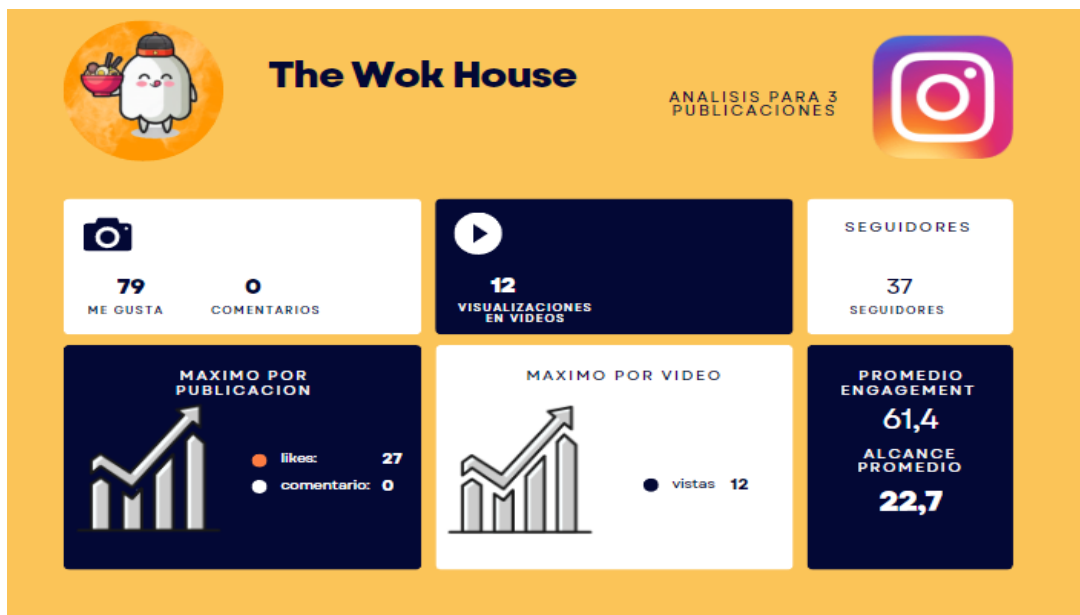 The Wok House
ANALISIS PARA 3
PUBLICACIONES
79
ME GUSTA
0
COMENTARIOS
12
VISUALIZACIONES
EN VIDEOS
SEGUIDORES
37
SEGUIDORES
MAXIMO POR
PUBLICACION
likes: 27
comentario: 0
MAXIMO POR VIDEO
vistas 12
PROMEDIO
ENGAGEMENT
61,4
ALCANCE
PROMEDIO
22,7